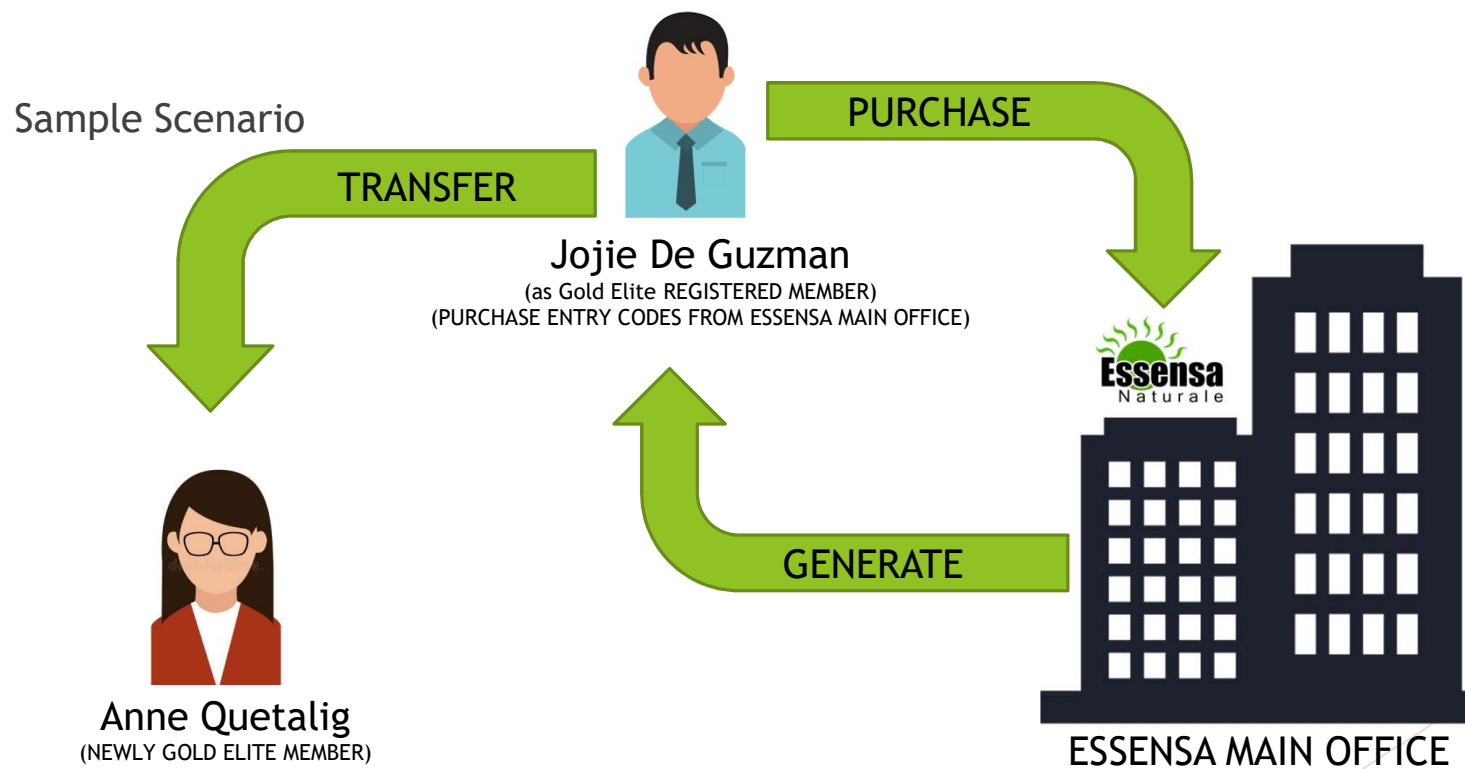 Sample Scenario
PURCHASE
TRANSFER
Jojie De Guzman
(as Gold Elite REGISTERED MEMBER)
(PURCHASE ENTRY CODES FROM ESSENSA MAIN OFFICE)
Essensa
Naturale
GENERATE
Anne Quetalig
(NEWLY GOLD ELITE MEMBER)
ESSENSA MAIN OFFICE